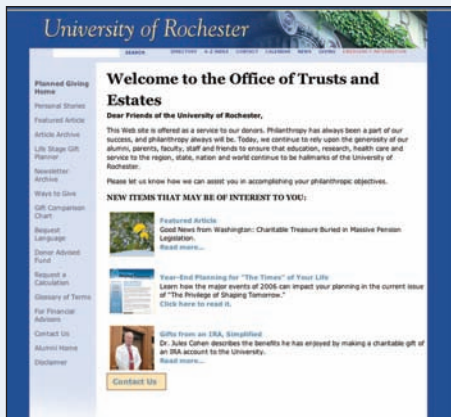 University of Rochester
SEARCH
DIRECTORY A-Z INDEX CONTACT CALENDAR NEWS GIVING EMERGENCY INFORMATION
Planned Giving
Home
Personal Stories
Featured Article
Article Archive
Life Stage Gift
Planner
Newsletter
Archive
Ways to Give
Gift Comparison
Chart
Request
Language
Donor Advised
Fund
Request a
Calculation
Glossary of Terms
For Financial
Advisors
Contact Us
Alumni Home
Disclaimer
Welcome to the Office of Trusts and
Estates
Dear Friends of the University of Rochester,
This Web site is offered as a service to our donors. Philanthropy has always been a part of our
success, and philanthropy always will be. Today, we continue to rely upon the generosity of our
alumni, parents, faculty, staff and friends to ensure that education, research, health care and
service to the region, state, nation and world continue to be hallmarks of the University of
Rochester.
Please let us know how we can assist you in accomplishing your philanthropic objectives.
NEW ITEMS THAT MAY BE OF INTEREST TO YOU:
Featured Article
Good News from Washington: Charitable Treasure Buried in Massive Pension
Legislation.
Read more...
Year-End Planning for "The Times" of Your Life
Learn how the major events of 2006 can impact your planning in the current issue
of "The Privilege of Shaping Tomorrow."
Click here to read it.
Gifts from an IRA, Simplified
Dr. Jules Cohen describes the benefits he has enjoyed by making a charitable gift of
an IRA account to the University.
Read more...
Contact Us